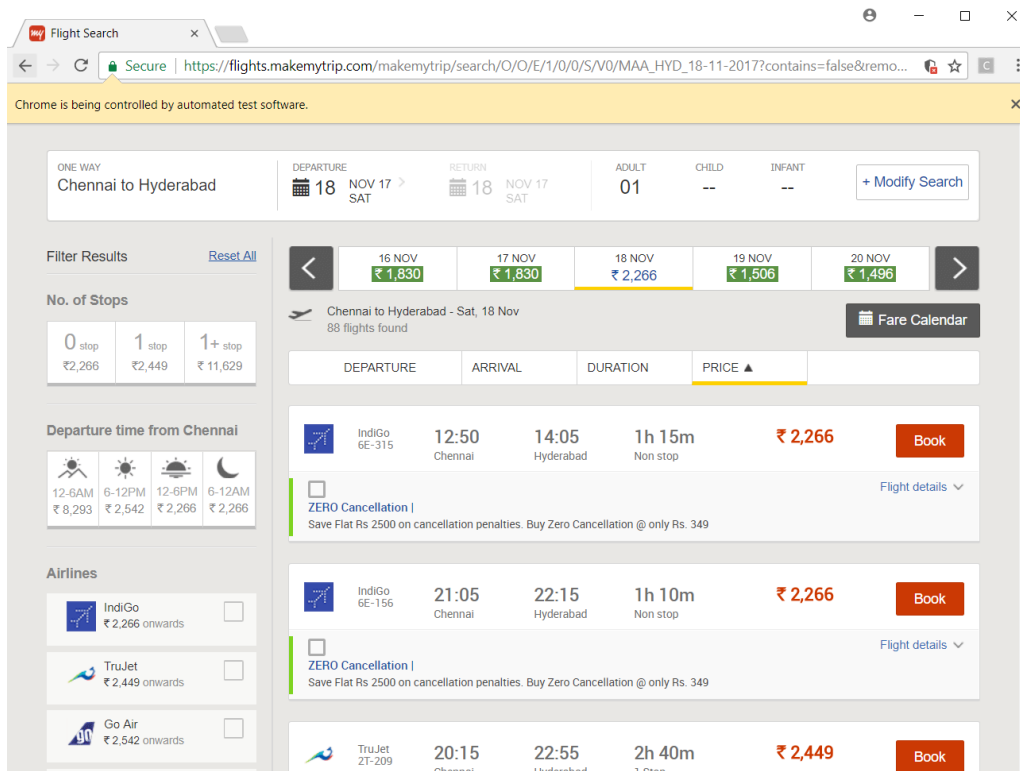 my Flight Search
Secure | https://flights.makemytrip.com/makemytrip/search/O/O/E/1/0/0/S/V0/MAA_HYD_18-11-2017?contains=false&remo...
C
Chrome is being controlled by automated test software.
ONE WAY
Chennai to Hyderabad
DEPARTURE
18 NOV 17
SAT
RETURN
18 NOV 17
SAT
ADULT
01
CHILD
--
INFANT
--
+ Modify Search
Filter Results Reset All
No. of Stops
0 stop 1 stop 1+ stop
₹2,266 ₹2,449 ₹ 11,629
Departure time from Chennai
12-6AM 6-12PM 12-6PM 6-12AM
₹ 8,293 ₹ 2,542 ₹ 2,266 ₹ 2,266
Airlines
IndiGo
₹ 2,266 onwards
TruJet
₹ 2,449 onwards
go Go Air
₹ 2,542 onwards
16 NOV 17 NOV 18 NOV 19 NOV 20 NOV
₹ 1,830 ₹ 1,830 ₹ 2,266 ₹ 1,506 ₹ 1,496
Chennai to Hyderabad - Sat, 18 Nov
88 flights found
Fare Calendar
DEPARTURE ARRIVAL DURATION PRICE ▲
IndiGo
6E-315
12:50 14:05 1h 15m ₹ 2,266 Book
Chennai Hyderabad Non stop
Flight details
ZERO Cancellation |
Save Flat Rs 2500 on cancellation penalties. Buy Zero Cancellation @ only Rs. 349
IndiGo
6E-156
21:05 22:15 1h 10m ₹ 2,266 Book
Chennai Hyderabad Non stop
Flight details
ZERO Cancellation |
Save Flat Rs 2500 on cancellation penalties. Buy Zero Cancellation @ only Rs. 349
TruJet
2T-209
20:15 22:55 2h 40m ₹ 2,449 Book
Chennai Hyderabad 1 Stop